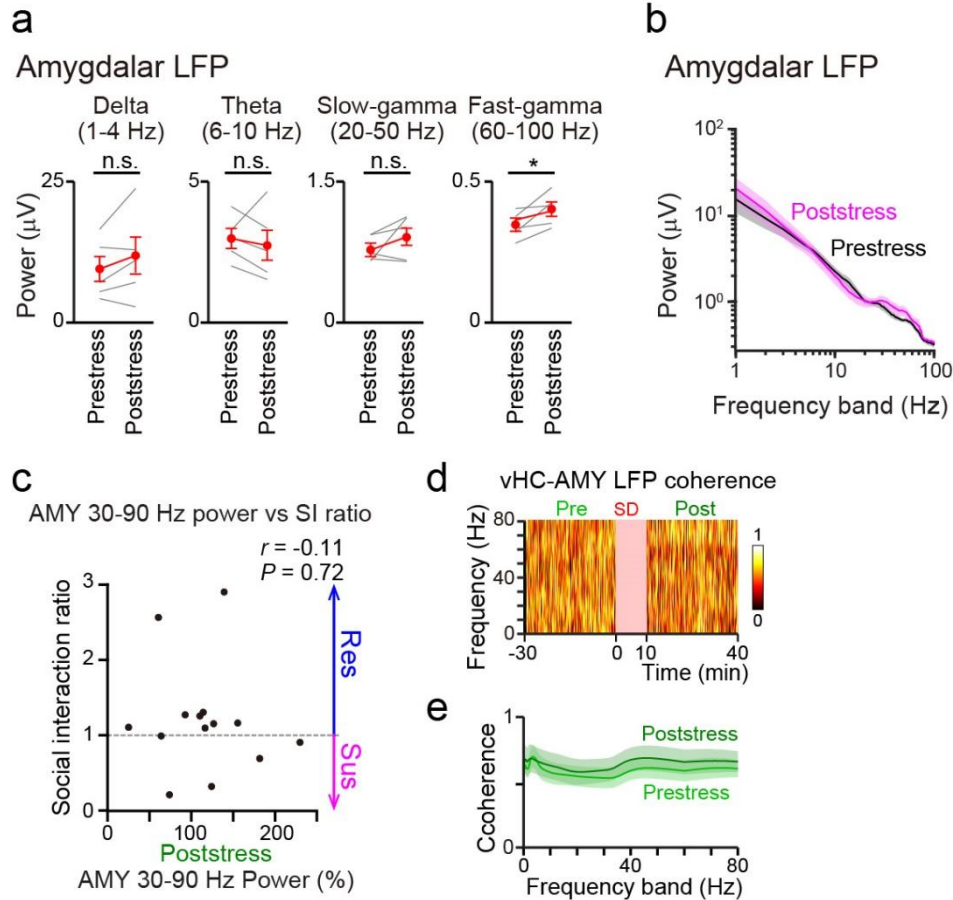 a
Amygdalar LFP
Delta
(1-4 Hz)
n.s.
Theta
(6-10 Hz)
n.s.
Slow-gamma
(20-50 Hz)
n.s.
Fast-gamma
(60-100 Hz)
*
Power (μV)
25
0
5
0
1.5
0
0.5
0
Prestress
Poststress
Prestress
Poststress
Prestress
Poststress
Prestress
Poststress
b
Amygdalar LFP
Power (μV)
10²
10¹
10⁰
Poststress
Prestress
1
10
100
Frequency band (Hz)
c
AMY 30-90 Hz power vs SI ratio
r = -0.11
P = 0.72
Social interaction ratio
3
2
1
0
Res
Sus
0
100
200
Poststress
AMY 30-90 Hz Power (%)
d
vHC-AMY LFP coherence
Pre
SD
Post
Frequency (Hz)
80
40
0
1
0
-30
0
10
40
Time (min)
e
Ccoherence
1
0
Poststress
Prestress
0
40
80
Frequency band (Hz)